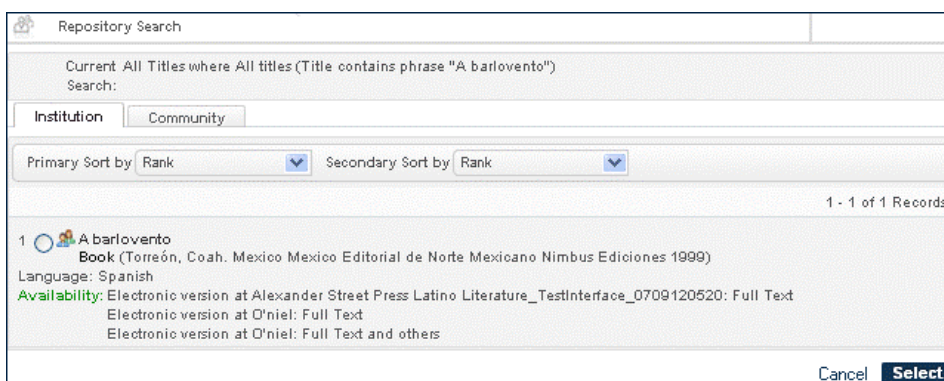 Repository Search
Current All Titles where All titles (Title contains phrase "A barlovento")
Search:
Institution Community
Primary Sort by Rank Secondary Sort by Rank
1 - 1 of 1 Records
1 A barlovento
Book (Torreón, Coah. Mexico Mexico Editorial de Norte Mexicano Nimbus Ediciones 1999)
Language: Spanish
Availability: Electronic version at Alexander Street Press Latino Literature_TestInterface_0709120520: Full Text
Electronic version at O'niel: Full Text
Electronic version at O'niel: Full Text and others
Cancel Select